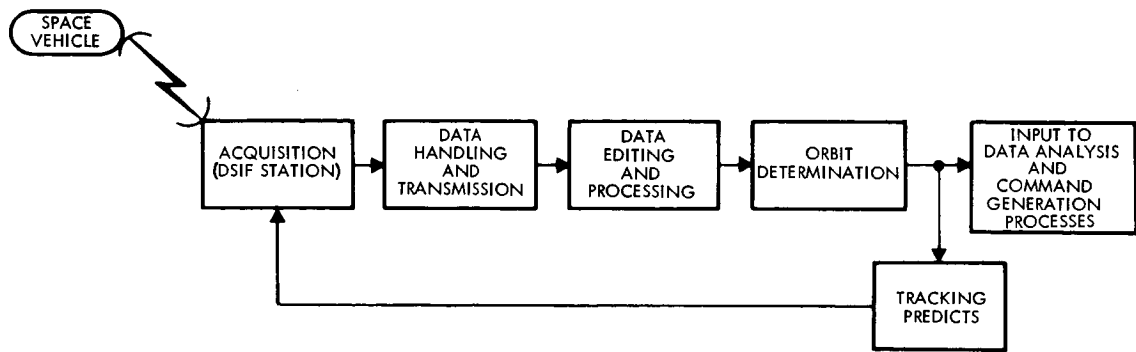 SPACE
VEHICLE
ACQUISITION
(DSIF STATION)
DATA
HANDLING
AND
TRANSMISSION
DATA
EDITING
AND
PROCESSING
ORBIT
DETERMINATION
INPUT TO
DATA ANALYSIS
AND
COMMAND
GENERATION
PROCESSES
TRACKING
PREDICTS